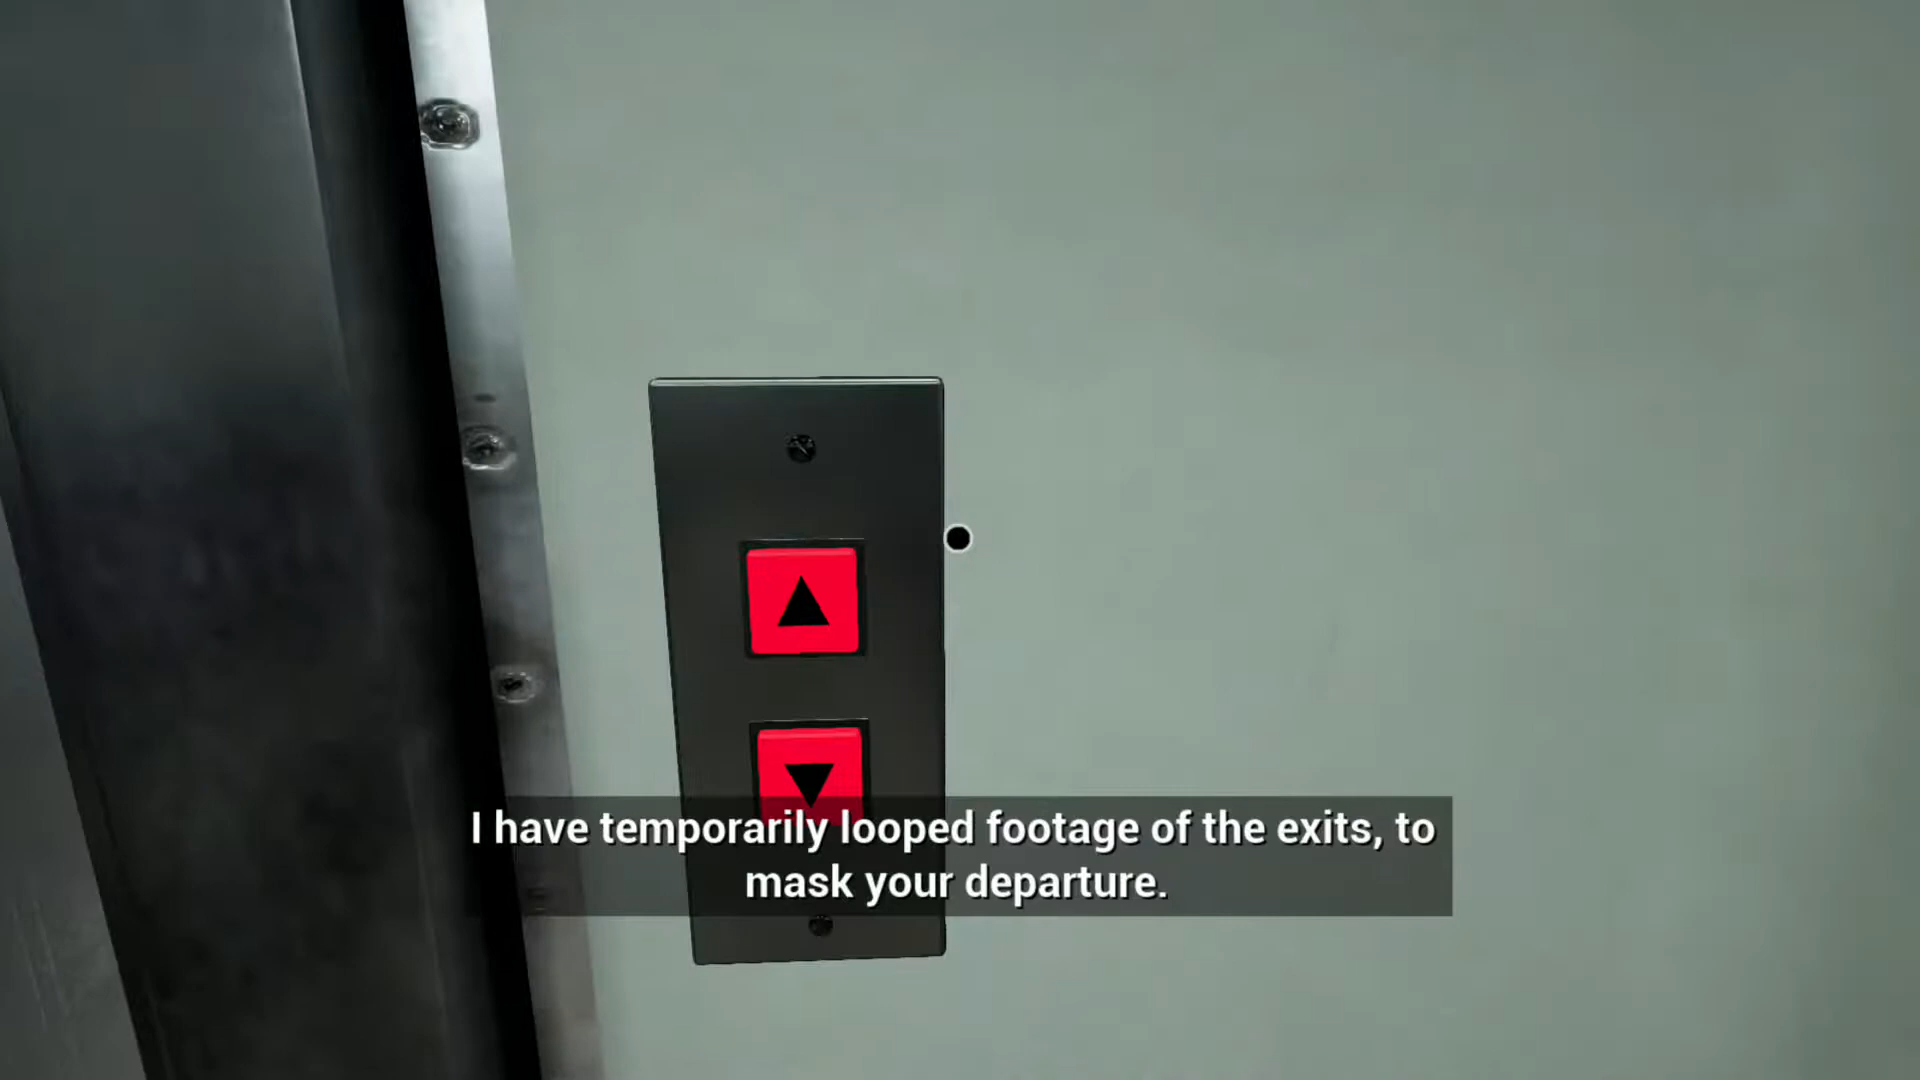 I have temporarily looped footage of the exits, to
mask your departure.